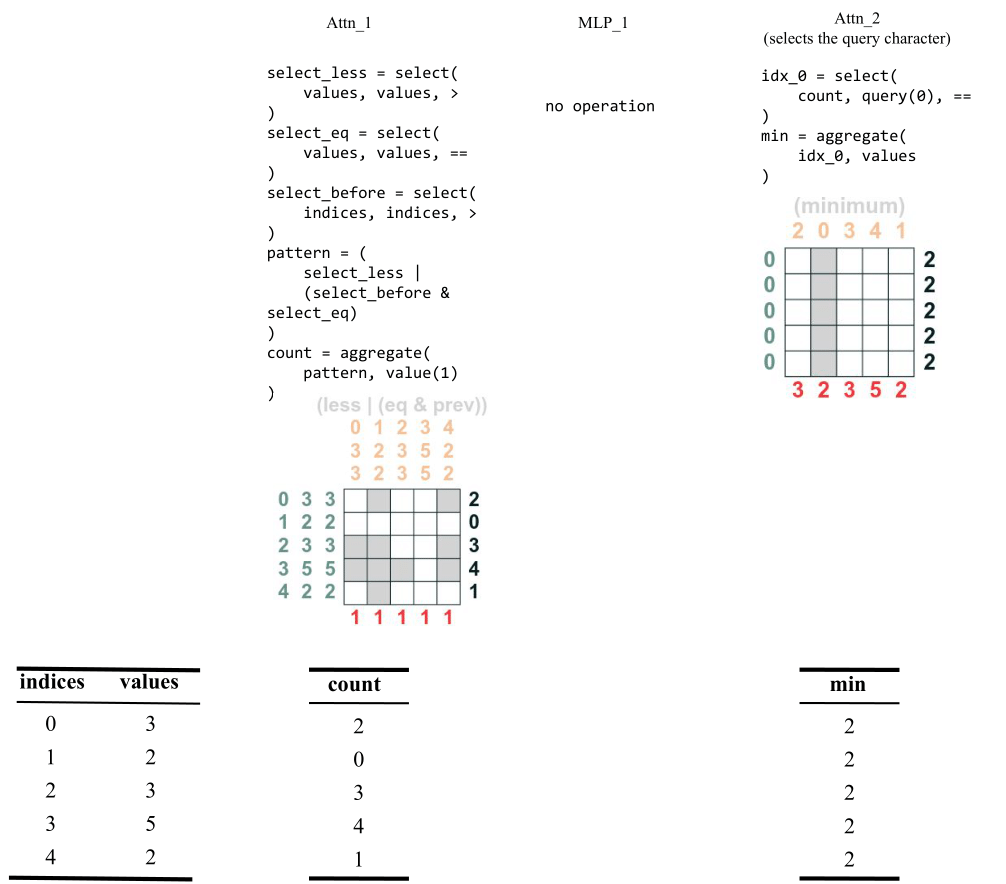 Attn_1
MLP_1
Attn_2
(selects the query character)
select_less = select(
    values, values, >
)
select_eq = select(
    values, values, ==
)
select_before = select(
    indices, indices, >
)
pattern = (
    select_less |
    (select_before &
select_eq)
)
count = aggregate(
    pattern, value(1)
)
(less | (eq & prev))
0 1 2 3 4
3 2 3 5 2
3 2 3 5 2
0 3 3 2
1 2 2 0
2 3 3 3
3 5 5 4
4 2 2 1
1 1 1 1 1
no operation
idx_0 = select(
    count, query(0), ==
)
min = aggregate(
    idx_0, values
)
(minimum)
2 0 3 4 1
0 2
0 2
0 2
0 2
0 2
3 2 3 5 2
indices values
0 3
1 2
2 3
3 5
4 2
count
2
0
3
4
1
min
2
2
2
2
2